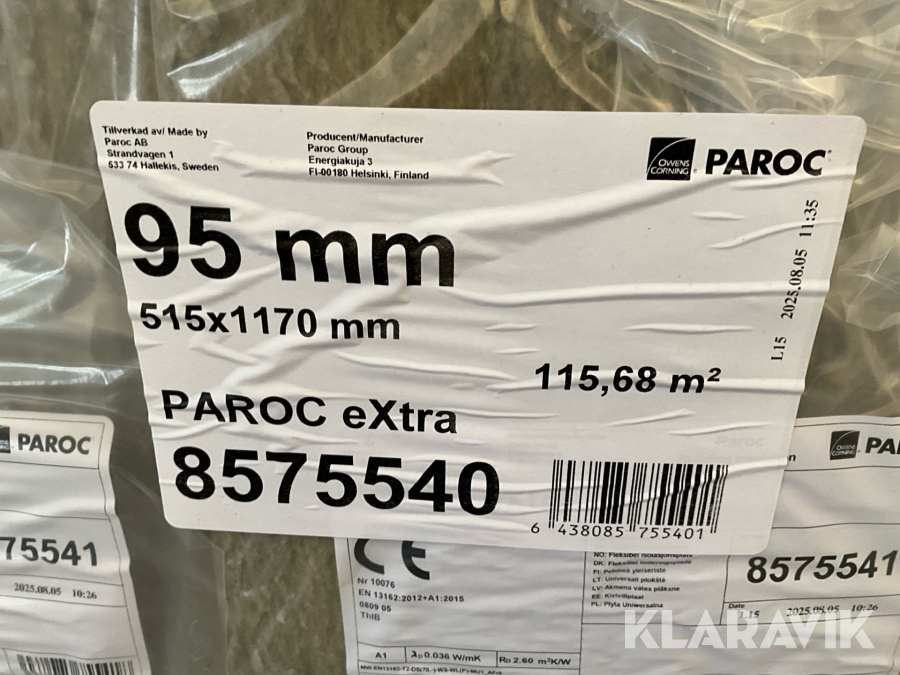 Tillverkad av/ Made by
Paroc AB
Strandvagen 1
533 74 Hallekis, Sweden
Producent/Manufacturer
Paroc Group
Energiakuja 3
FI-00180 Helsinki, Finland
OWENS CORNING PAROC
95 mm
515x1170 mm
L15 2025.08.05 11:35
115,68 m²
PAROC eXtra
8575540
6 438085 755401
PAROC
75541
2025.08.05 10:26
CE
Nr 10076
EN 13162:2012+A1:2015
0809 05
ThIB
A1 λD 0.036 W/mK RD 2.60 m²K/W
NO: Fleksibel isolasjonsplate
DK: Fleksibel isoleringsplade
FI: Pehmeä yleiseriste
LT: Universali plokštė
LV: Akmens vates plāksne
EE: Kivivillplaat
PL: Płyta Uniwersalna
OWENS CORNING PA
8575541
Date
L15 2025.08.05 10:26
KLARAVIK